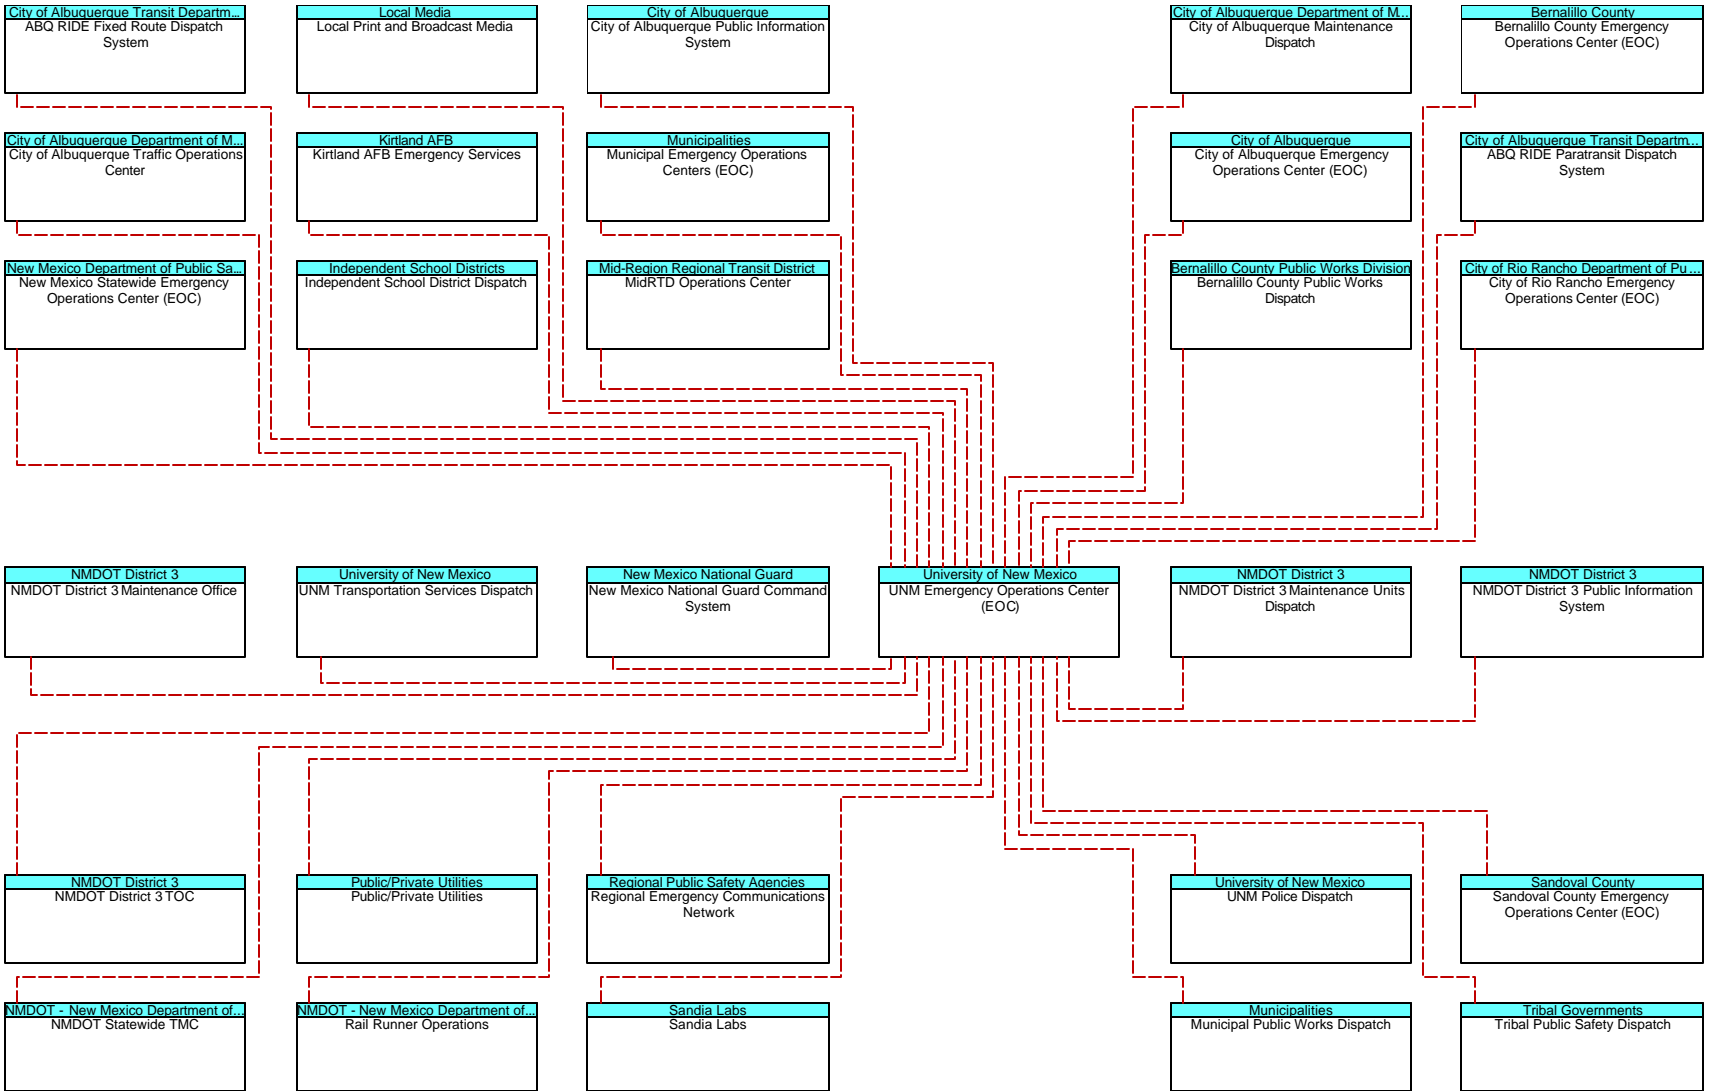 City of Albuquerque Transit Departm...
ABQ RIDE Fixed Route Dispatch
System
Local Media
Local Print and Broadcast Media
City of Albuquerque
City of Albuquerque Public Information
System
City of Albuquerque Department of M...
City of Albuquerque Maintenance
Dispatch
Bernalillo County
Bernalillo County Emergency
Operations Center (EOC)
City of Albuquerque Department of M...
City of Albuquerque Traffic Operations
Center
Kirtland AFB
Kirtland AFB Emergency Services
Municipalities
Municipal Emergency Operations
Centers (EOC)
City of Albuquerque
City of Albuquerque Emergency
Operations Center (EOC)
City of Albuquerque Transit Departm...
ABQ RIDE Paratransit Dispatch
System
New Mexico Department of Public Sa...
New Mexico Statewide Emergency
Operations Center (EOC)
Independent School Districts
Independent School District Dispatch
Mid-Region Regional Transit District
MidRTD Operations Center
Bernalillo County Public Works Division
Bernalillo County Public Works
Dispatch
City of Rio Rancho Department of Pu...
City of Rio Rancho Emergency
Operations Center (EOC)
NMDOT District 3
NMDOT District 3 Maintenance Office
University of New Mexico
UNM Transportation Services Dispatch
New Mexico National Guard
New Mexico National Guard Command
System
University of New Mexico
UNM Emergency Operations Center
(EOC)
NMDOT District 3
NMDOT District 3 Maintenance Units
Dispatch
NMDOT District 3
NMDOT District 3 Public Information
System
NMDOT District 3
NMDOT District 3 TOC
Public/Private Utilities
Public/Private Utilities
Regional Public Safety Agencies
Regional Emergency Communications
Network
University of New Mexico
UNM Police Dispatch
Sandoval County
Sandoval County Emergency
Operations Center (EOC)
NMDOT - New Mexico Department of...
NMDOT Statewide TMC
NMDOT - New Mexico Department of...
Rail Runner Operations
Sandia Labs
Sandia Labs
Municipalities
Municipal Public Works Dispatch
Tribal Governments
Tribal Public Safety Dispatch